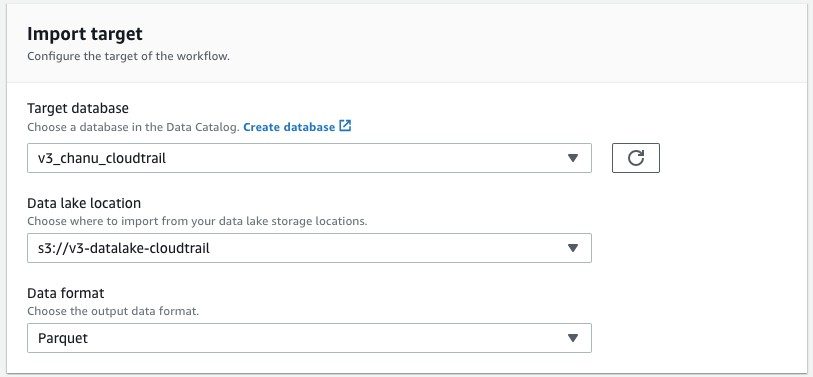 Import target
Configure the target of the workflow.
Target database
Choose a database in the Data Catalog. Create database
v3_chanu_cloudtrail
Data lake location
Choose where to import from your data lake storage locations.
s3://v3-datalake-cloudtrail
Data format
Choose the output data format.
Parquet